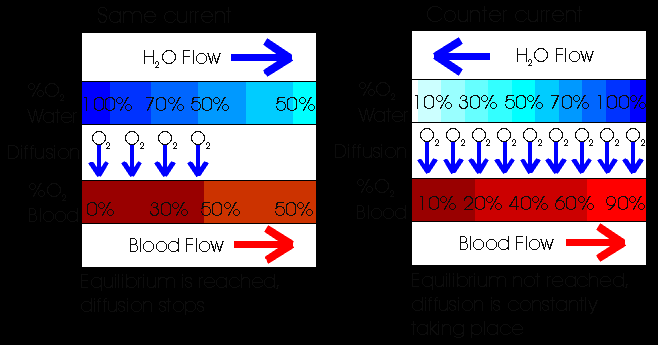 Same current
H₂O Flow
%O₂
Water
100% 70% 50% 50%
O₂ O₂ O₂ O₂
Diffusion
%O₂
Blood
0% 30% 50% 50%
Blood Flow
Equilibrium is reached,
diffusion stops
Counter current
H₂O Flow
%O₂
Water
10% 30% 50% 70% 100%
O₂ O₂ O₂ O₂ O₂ O₂ O₂ O₂ O₂
Diffusion
%O₂
Blood
10% 20% 40% 60% 90%
Blood Flow
Equilibrium not reached,
diffusion is constantly
taking place